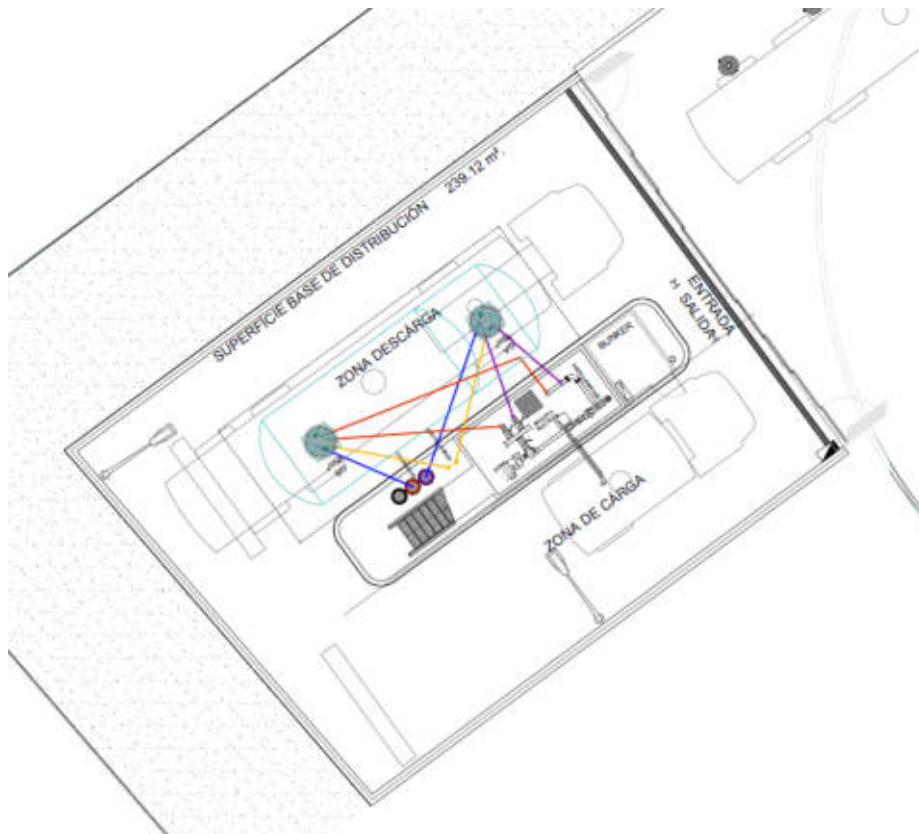 SUPERFICIE BASE DE DISTRIBUCIÓN 239.12 m².
ZONA DESCARGA
BUNKER
ENTRADA
SALIDA
ZONA DE CARGA